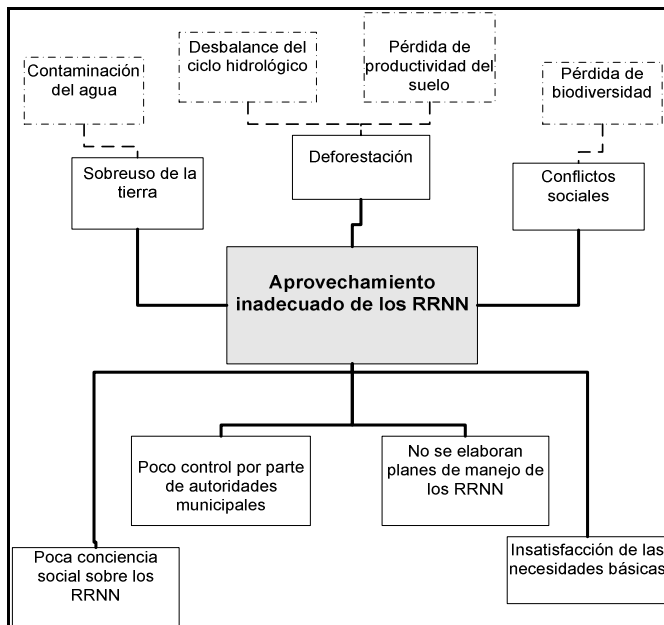 Contaminación
del agua
Desbalance del
ciclo hidrológico
Pérdida de
productividad del
suelo
Pérdida de
biodiversidad
Sobreuso de la
tierra
Deforestación
Conflictos
sociales
Aprovechamiento
inadecuado de los RRNN
Poco control por parte
de autoridades
municipales
No se elaboran
planes de manejo de
los RRNN
Poca conciencia
social sobre los
RRNN
Insatisfacción de las
necesidades básicas